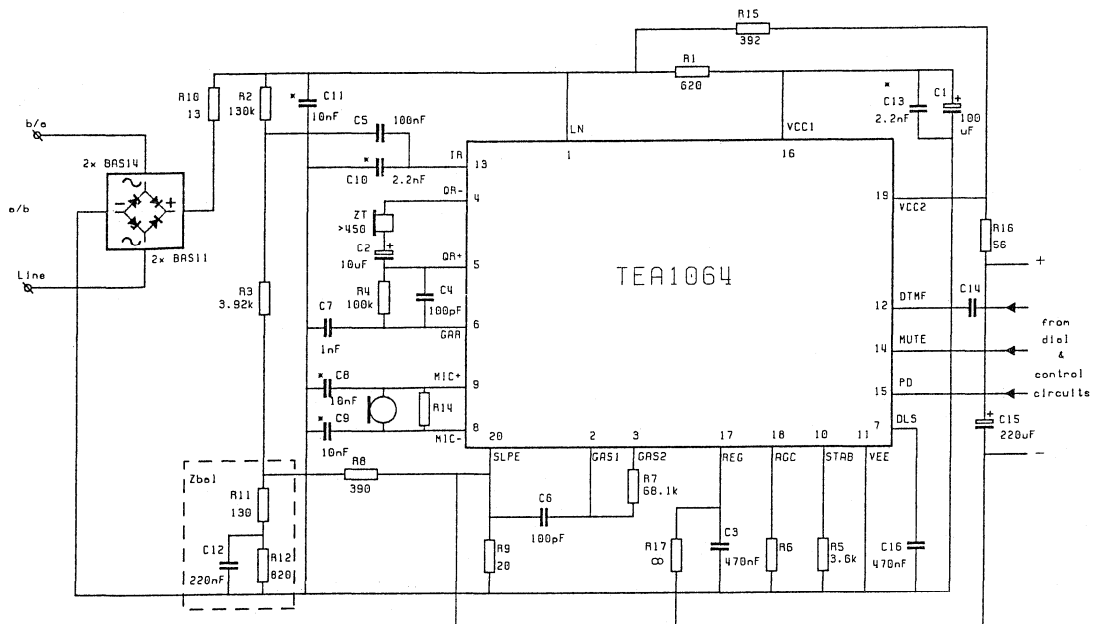 R15
392
R1
620
R10
13
R2
130k
* C11
10nF
C5 100nF
* C10 2.2nF
* C13
2.2nF
C1 +
100
uF
LN
1
VCC1
16
b/a
2x BAS14
- +
a/b
2x BAS11
Line
IR 13
QR- 4
ZT
>450
C2 +
10uF
QR+ 5
R4
100k
C4
100pF
C7
1nF
GAR 6
R3
3.92k
* C8
10nF
MIC+ 9
R14
* C9
10nF
MIC- 8
TEA1064
19 VCC2
R16
56
+
12 DTMF C14
14 MUTE
15 PD
7 DLS
from
dial
&
control
circuits
+
C15
220uF
-
20 SLPE
2 GAS1
3 GAS2
17 REG
18 AGC
10 STAB
11 VEE
R8
390
R7
68.1k
C6
100pF
Zbal
R11
130
C12
220nF
R12
820
R9
20
R17
∞
C3
470nF
R6
R5
3.6k
C16
470nF